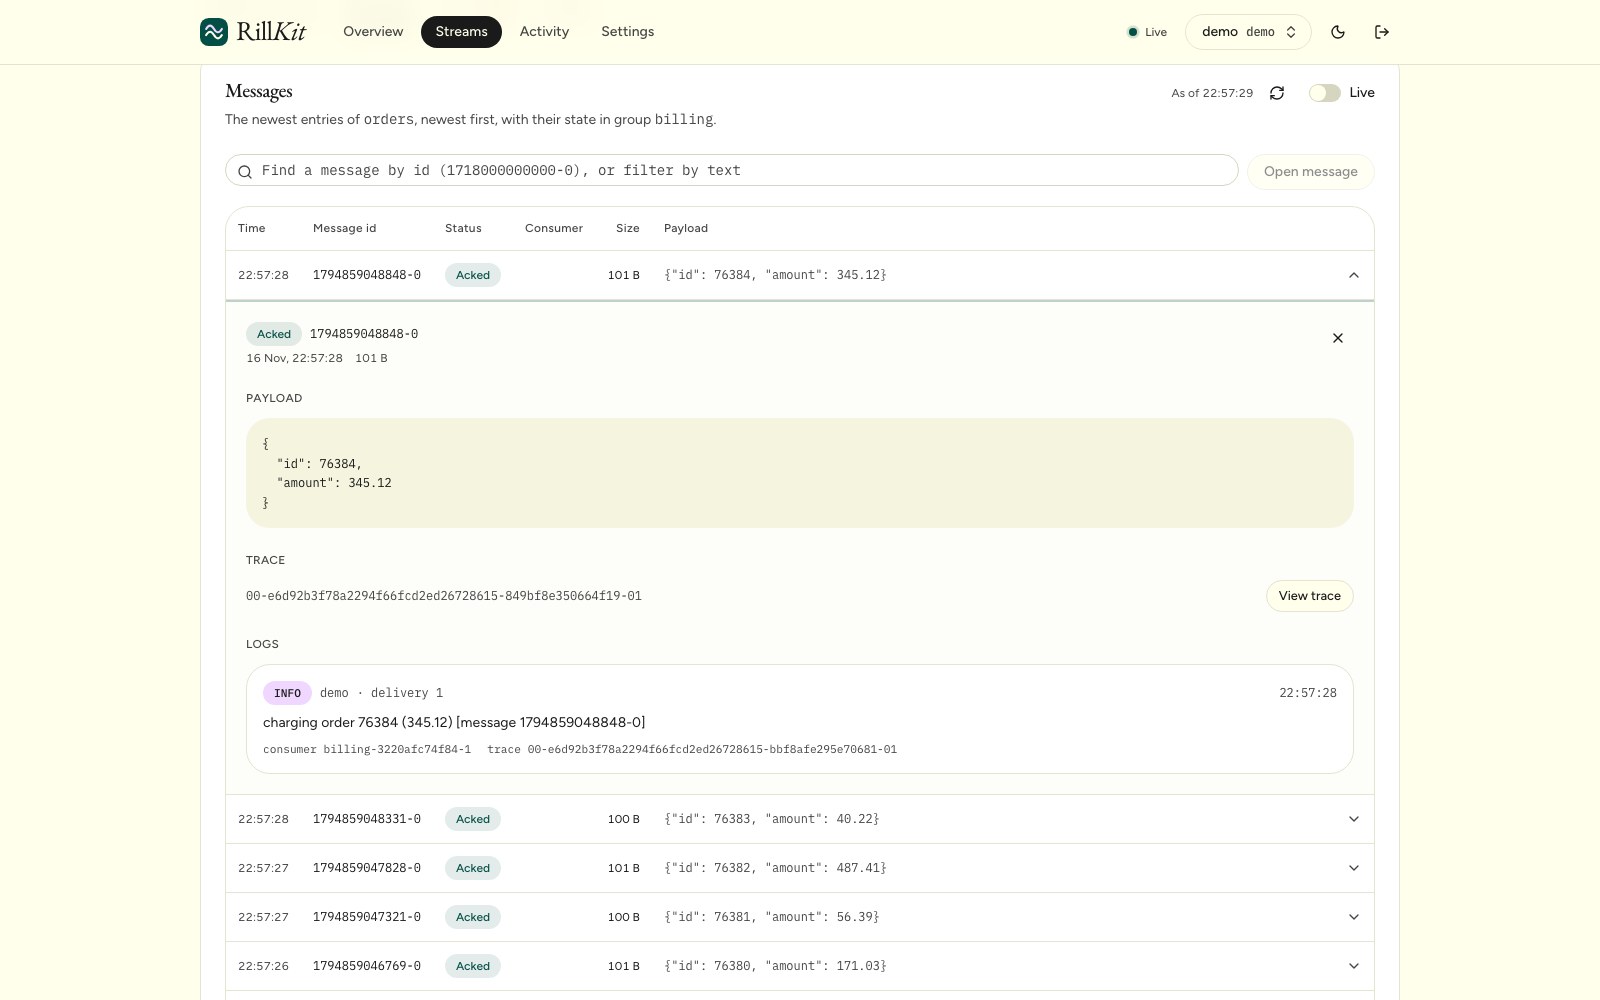 RillKit
Overview
Streams
Activity
Settings
Live
demo demo
Messages
As of 22:57:29
Live
The newest entries of orders, newest first, with their state in group billing.
Find a message by id (1718000000000-0), or filter by text
Open message
Time Message id Status Consumer Size Payload
22:57:28 1794859048848-0 Acked 101 B {"id": 76384, "amount": 345.12}
Acked 1794859048848-0
16 Nov, 22:57:28 101 B
PAYLOAD
{
"id": 76384,
"amount": 345.12
}
TRACE
00-e6d92b3f78a2294f66fcd2ed26728615-849bf8e350664f19-01
View trace
LOGS
INFO demo · delivery 1 22:57:28
charging order 76384 (345.12) [message 1794859048848-0]
consumer billing-3220afc74f84-1 trace 00-e6d92b3f78a2294f66fcd2ed26728615-bbf8afe295e70681-01
22:57:28 1794859048331-0 Acked 100 B {"id": 76383, "amount": 40.22}
22:57:27 1794859047828-0 Acked 101 B {"id": 76382, "amount": 487.41}
22:57:27 1794859047321-0 Acked 100 B {"id": 76381, "amount": 56.39}
22:57:26 1794859046769-0 Acked 101 B {"id": 76380, "amount": 171.03}